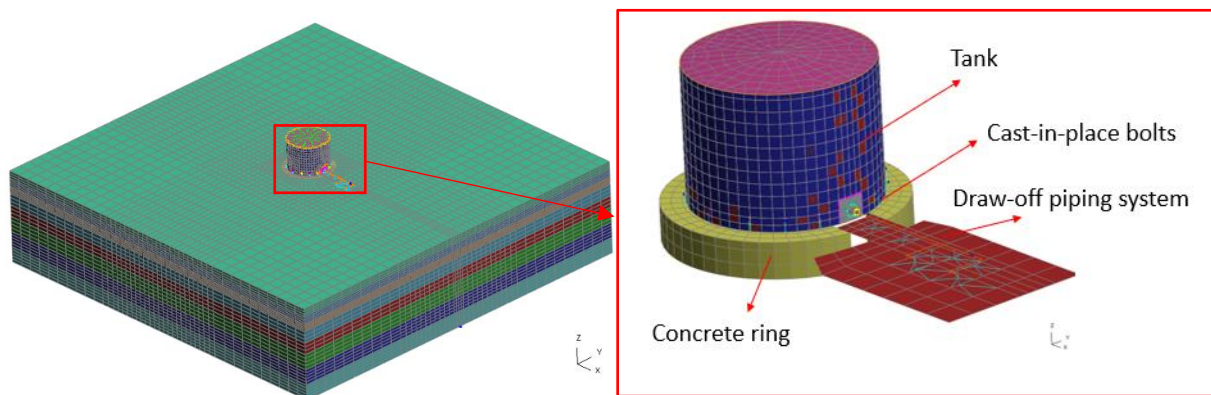 Tank
Cast-in-place bolts
Draw-off piping system
Concrete ring
Z
Y
X
Z
Y
X